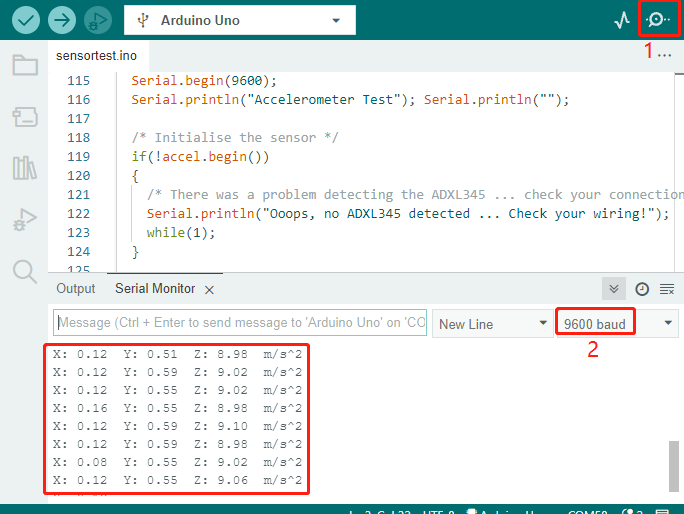 Arduino Uno
1
sensortest.ino
...
115 Serial.begin(9600);
116 Serial.println("Accelerometer Test"); Serial.println("");
117
118 /* Initialise the sensor */
119 if(!accel.begin())
120 {
121 /* There was a problem detecting the ADXL345 ... check your connection
122 Serial.println("Ooops, no ADXL345 detected ... Check your wiring!");
123 while(1);
124 }
125
Output Serial Monitor
Message (Ctrl + Enter to send message to 'Arduino Uno' on 'CO
New Line
9600 baud
2
X: 0.12 Y: 0.51 Z: 8.98 m/s^2
X: 0.12 Y: 0.59 Z: 9.02 m/s^2
X: 0.12 Y: 0.55 Z: 9.02 m/s^2
X: 0.16 Y: 0.55 Z: 8.98 m/s^2
X: 0.12 Y: 0.59 Z: 9.10 m/s^2
X: 0.12 Y: 0.59 Z: 8.98 m/s^2
X: 0.08 Y: 0.55 Z: 9.02 m/s^2
X: 0.12 Y: 0.55 Z: 9.06 m/s^2